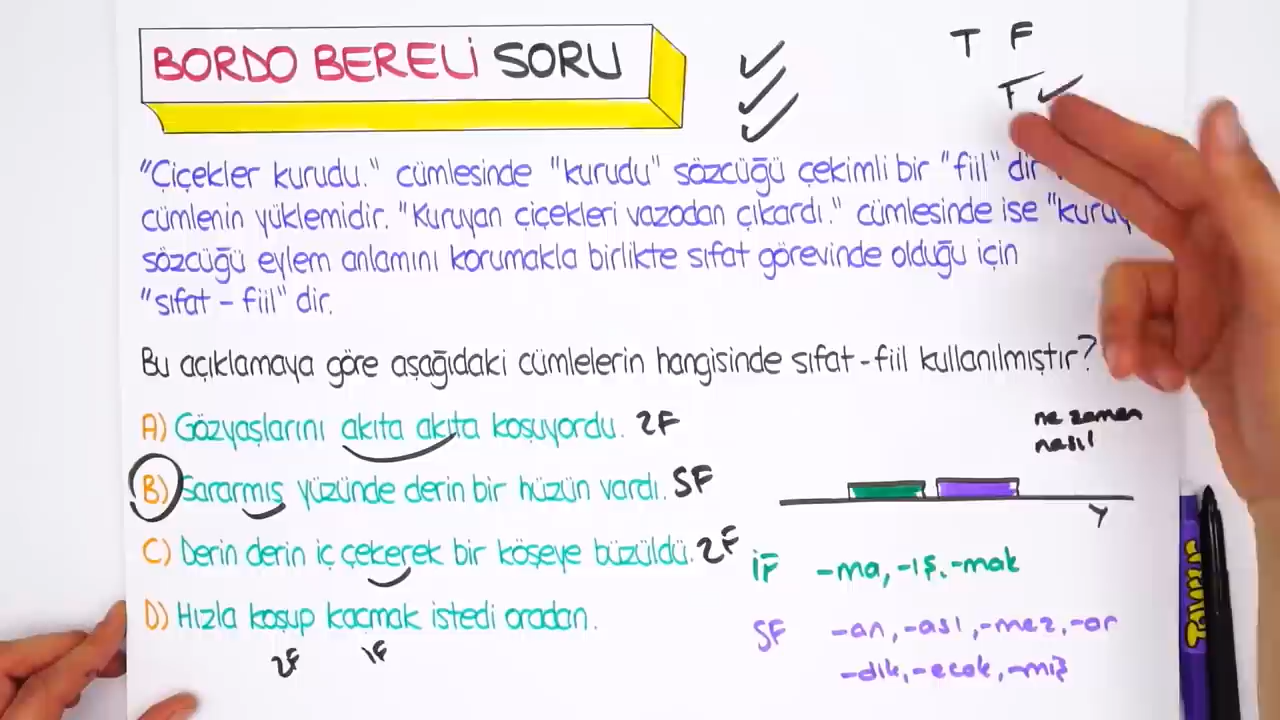 BORDO BERELİ SORU
T F
F
"Çiçekler kurudu." cümlesinde "kurudu" sözcüğü çekimli bir "fiil" dir
cümlenin yüklemidir. "Kuruyan çiçekleri vazodan çıkardı." cümlesinde ise "kuruy
sözcüğü eylem anlamını korumakla birlikte sıfat görevinde olduğu için
"sıfat - fiil" dir.
Bu açıklamaya göre aşağıdaki cümlelerin hangisinde sıfat-fiil kullanılmıştır?
A) Gözyaşlarını akıta akıta koşuyordu. ZF
B) Sararmış yüzünde derin bir hüzün vardı. SF
C) Derin derin iç çekerek bir köşeye büzüldü. ZF
D) Hızla koşup kaçmak istedi oradan.
ZF İF
ne zaman
nasıl
Y
İF -ma, -ış, -mak
SF -an, -ası, -mez, -ar
-dik, -ecek, -miş